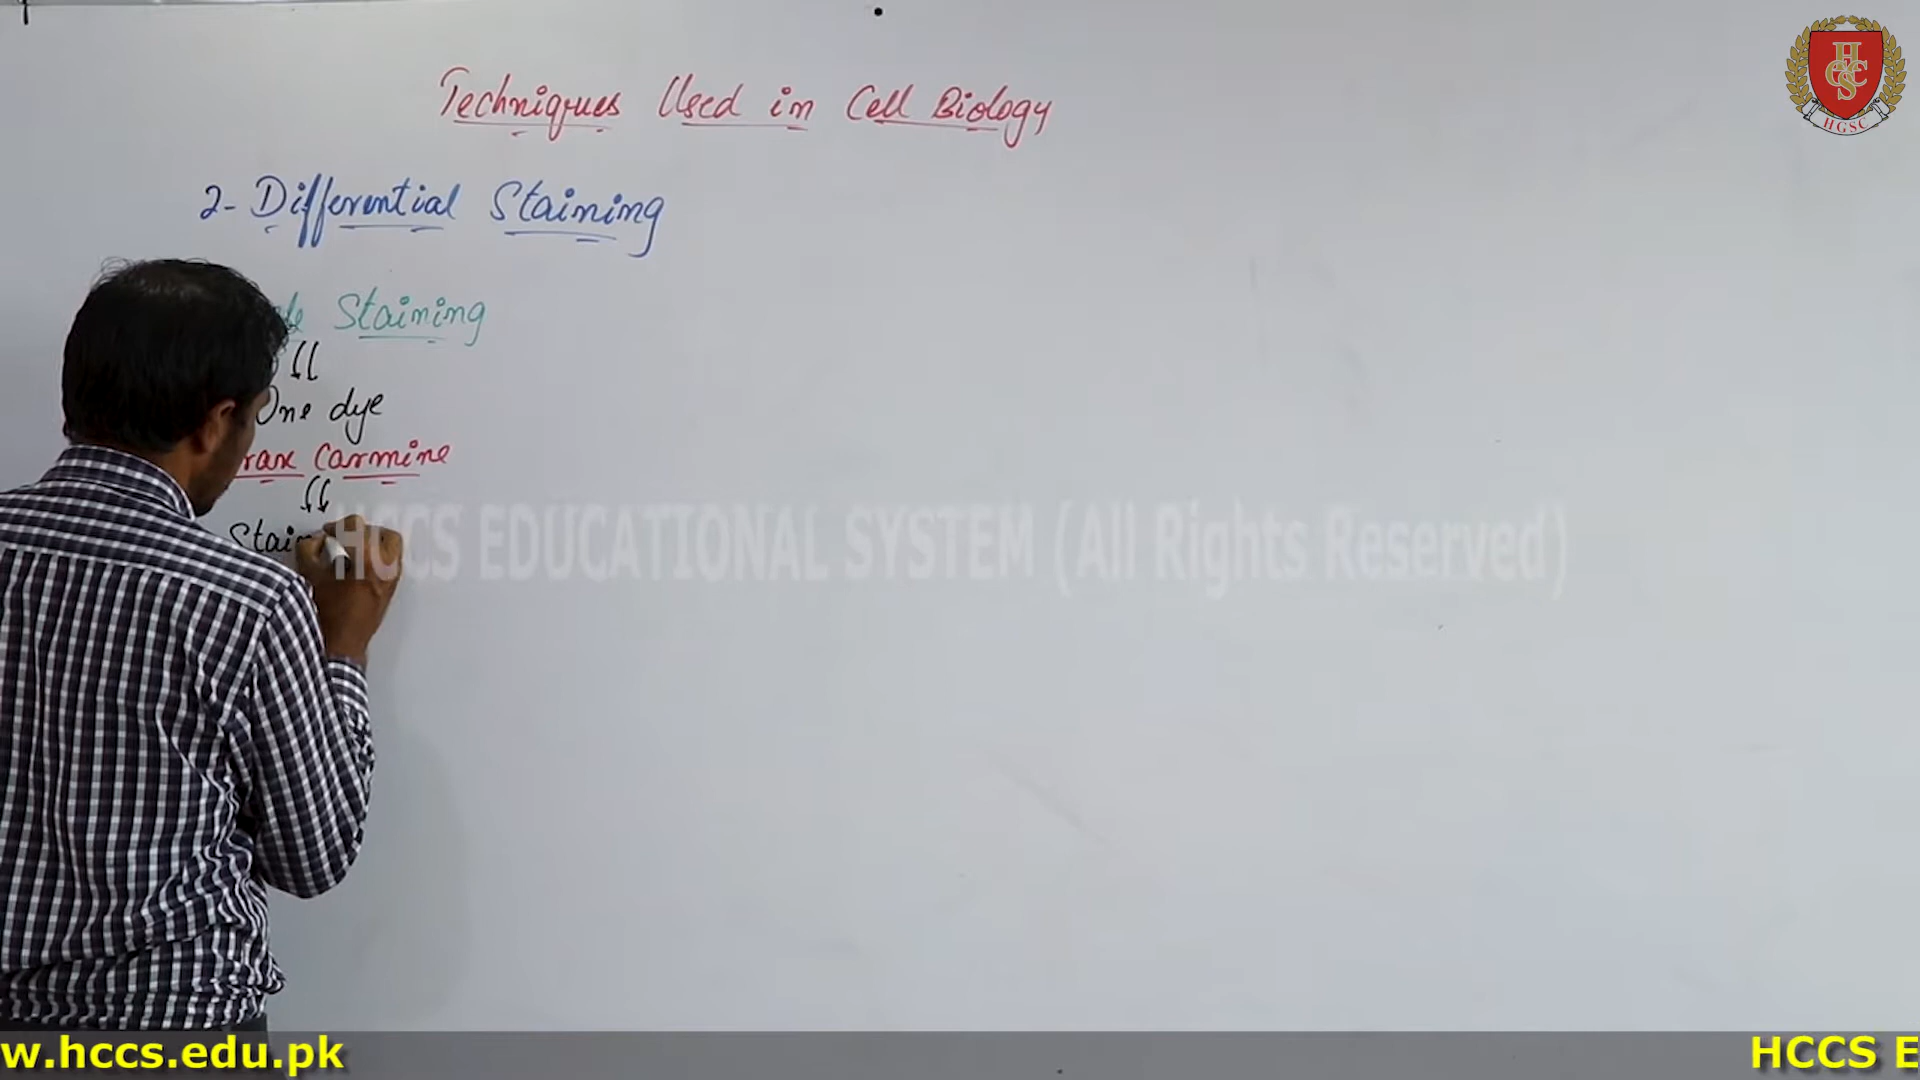 Techniques Used in Cell Biology
2- Differential Staining
Staining
One dye
Carmine
HCCS EDUCATIONAL SYSTEM (All Rights Reserved)
HGSC
w.hccs.edu.pk HCCS E